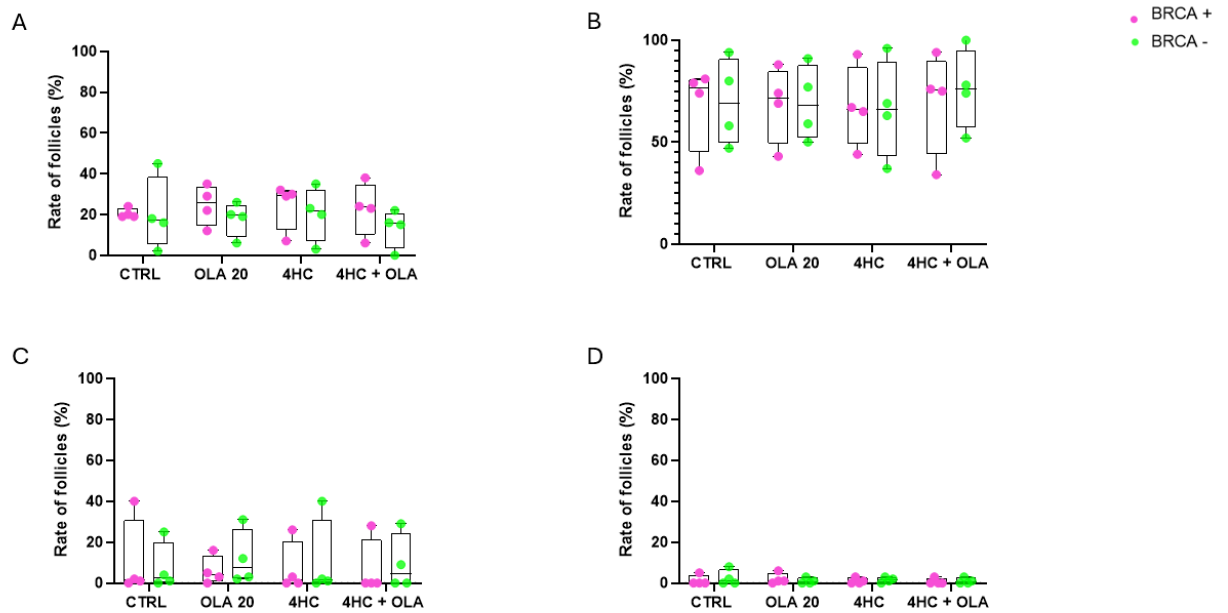 A
Rate of follicles (%)
100
80
60
40
20
0
CTRL OLA 20 4HC 4HC + OLA
B
Rate of follicles (%)
100
50
0
CTRL OLA 20 4HC 4HC + OLA
BRCA +
BRCA -
C
Rate of follicles (%)
100
80
60
40
20
0
CTRL OLA 20 4HC 4HC + OLA
D
Rate of follicles (%)
100
80
60
40
20
0
CTRL OLA 20 4HC 4HC + OLA